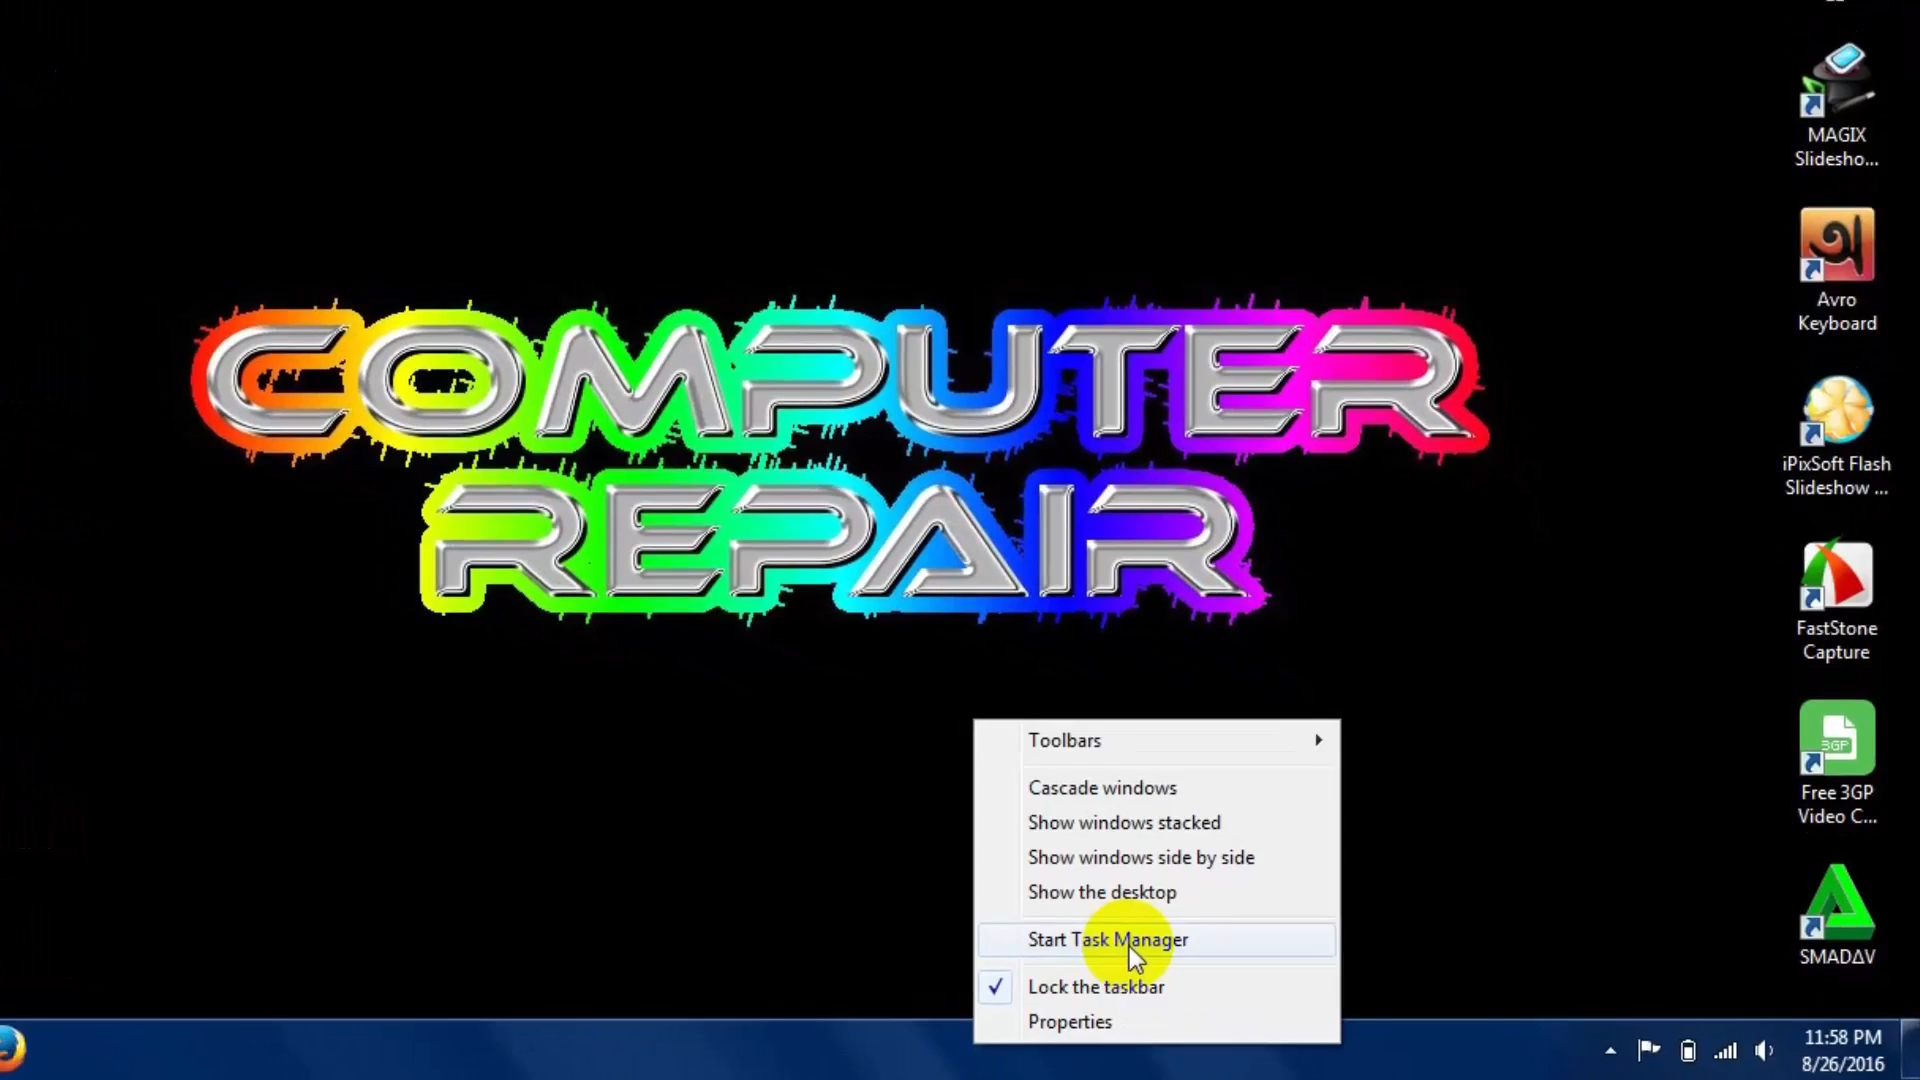 COMPUTER
REPAIR
MAGIX
Slidesho...
Avro
Keyboard
iPixSoft Flash
Slideshow ...
FastStone
Capture
3GP
Free 3GP
Video C...
SMADΔV
Toolbars
Cascade windows
Show windows stacked
Show windows side by side
Show the desktop
Start Task Manager
Lock the taskbar
Properties
11:58 PM
8/26/2016